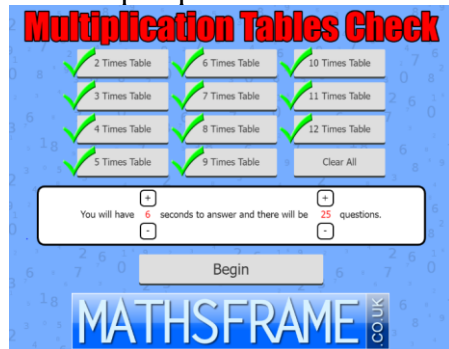 Multiplication Tables Check
2 Times Table 6 Times Table 10 Times Table
3 Times Table 7 Times Table 11 Times Table
4 Times Table 8 Times Table 12 Times Table
5 Times Table 9 Times Table Clear All
+ +
You will have 6 seconds to answer and there will be 25 questions.
- -
Begin
MATHSFRAME .CO.UK